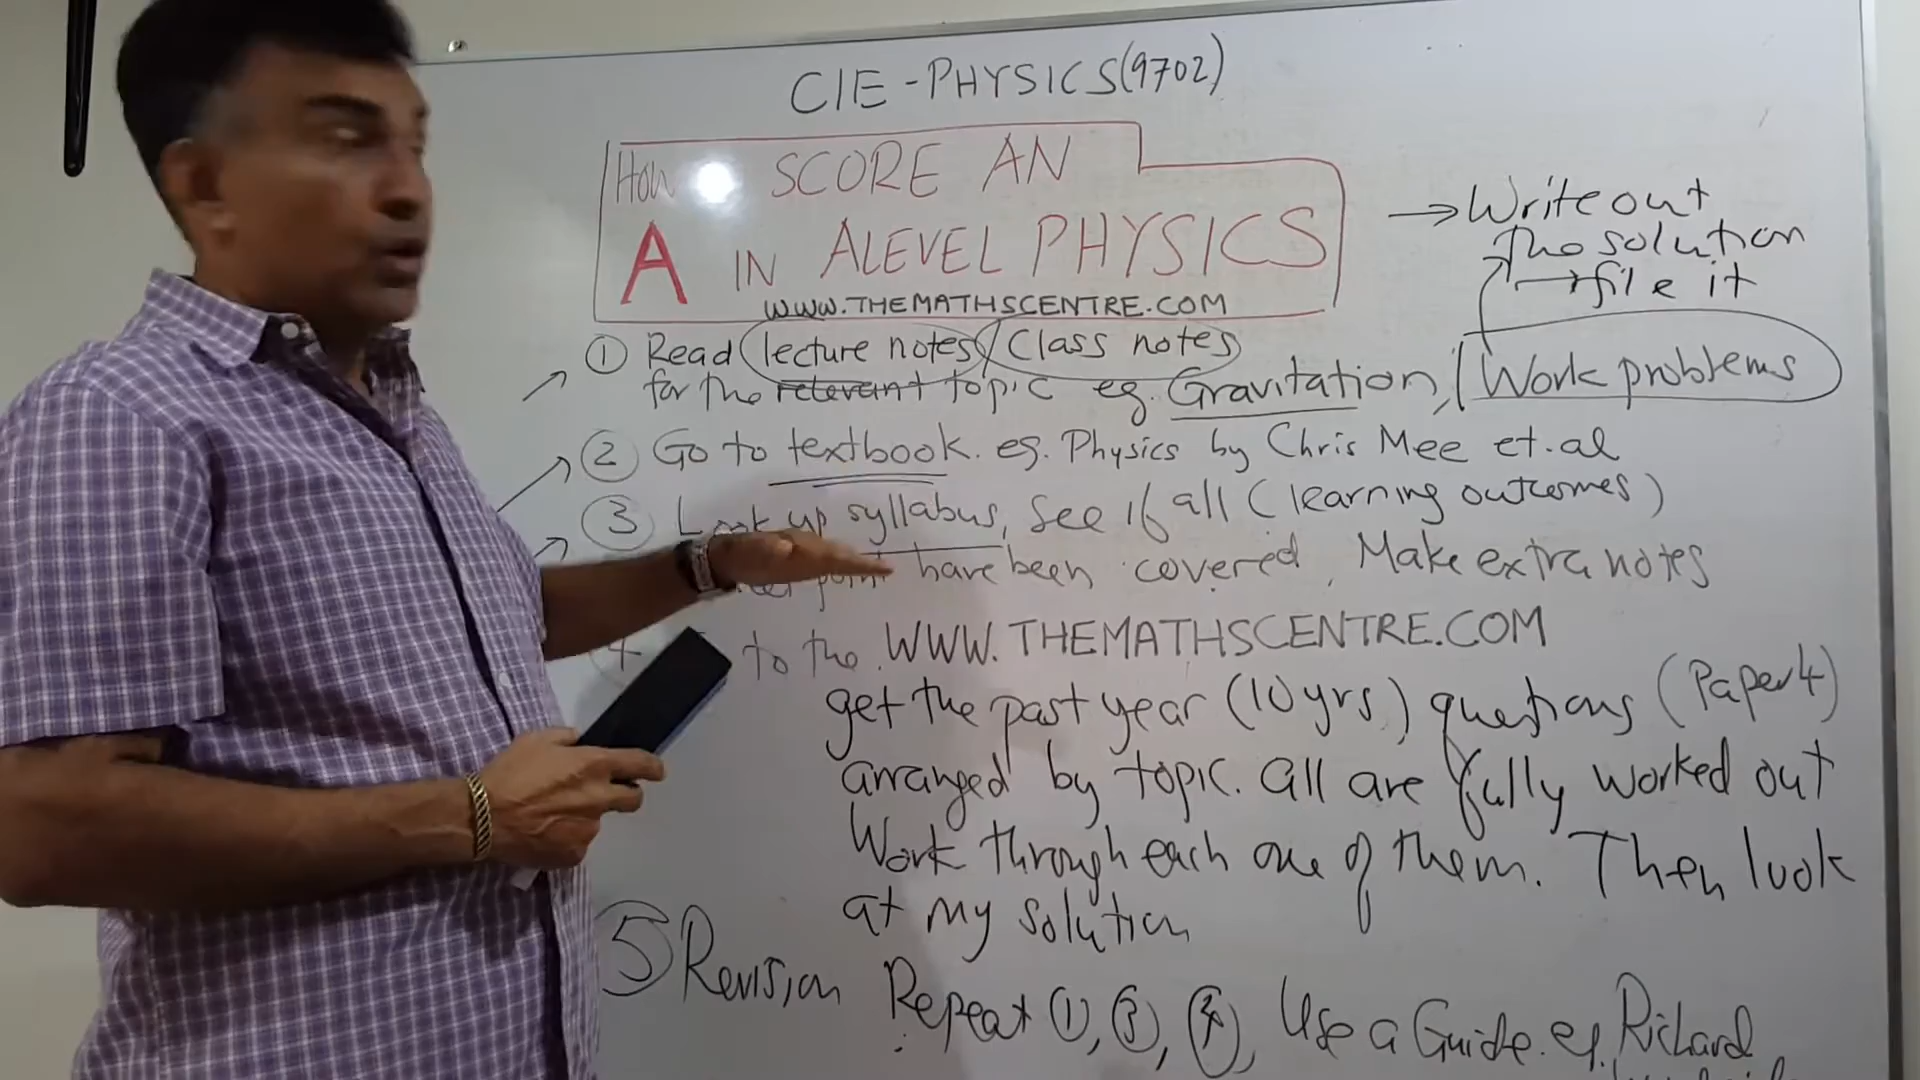 CIE - PHYSICS (9702)
How SCORE AN
A IN A LEVEL PHYSICS
WWW.THEMATHSCENTRE.COM
→ Write out
the solution
→ file it
① Read lecture notes / Class notes
for the relevant topic eg. Gravitation, Work problems
② Go to textbook. eg. Physics by Chris Mee et.al
③ Look up syllabus, See if all (learning outcomes)
point have been covered, Make extra notes
4 to the WWW.THEMATHSCENTRE.COM
get the past year (10 yrs) questions (Paper 4)
arranged by topic. All are fully worked out
Work through each one of them. Then look
at my solution
⑤ Revision Repeat ①, ③, ④, Use a Guide. eg. Richard